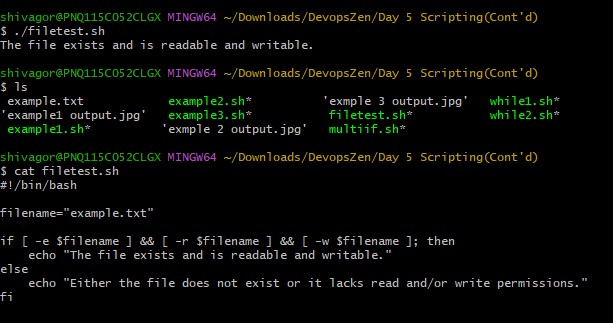 shivagor@PNQ115CO52CLGX MINGW64 ~/Downloads/DevopsZen/Day 5 Scripting(Cont'd)
$ ./filetest.sh
The file exists and is readable and writable.
shivagor@PNQ115CO52CLGX MINGW64 ~/Downloads/DevopsZen/Day 5 Scripting(Cont'd)
$ ls
example.txt example2.sh* 'exmple 3 output.jpg' while1.sh*
'example1 output.jpg' example3.sh* filetest.sh* while2.sh*
example1.sh* 'exmple 2 output.jpg' multiif.sh*
shivagor@PNQ115CO52CLGX MINGW64 ~/Downloads/DevopsZen/Day 5 Scripting(Cont'd)
$ cat filetest.sh
#!/bin/bash
filename="example.txt"
if [ -e $filename ] && [ -r $filename ] && [ -w $filename ]; then
echo "The file exists and is readable and writable."
else
echo "Either the file does not exist or it lacks read and/or write permissions."
fi